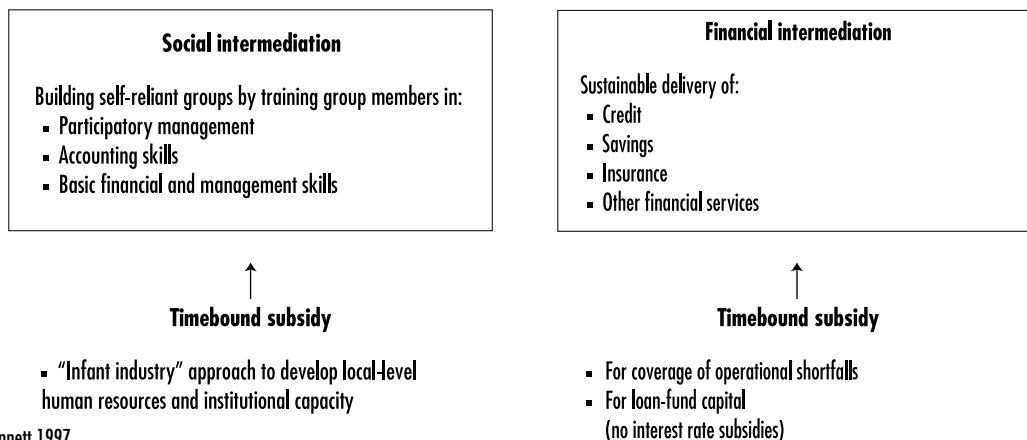 Social intermediation
Building self-reliant groups by training group members in:
▪ Participatory management
▪ Accounting skills
▪ Basic financial and management skills
Timebound subsidy
▪ “Infant industry” approach to develop local-level
human resources and institutional capacity
Financial intermediation
Sustainable delivery of:
▪ Credit
▪ Savings
▪ Insurance
▪ Other financial services
Timebound subsidy
▪ For coverage of operational shortfalls
▪ For loan-fund capital
(no interest rate subsidies)
1997